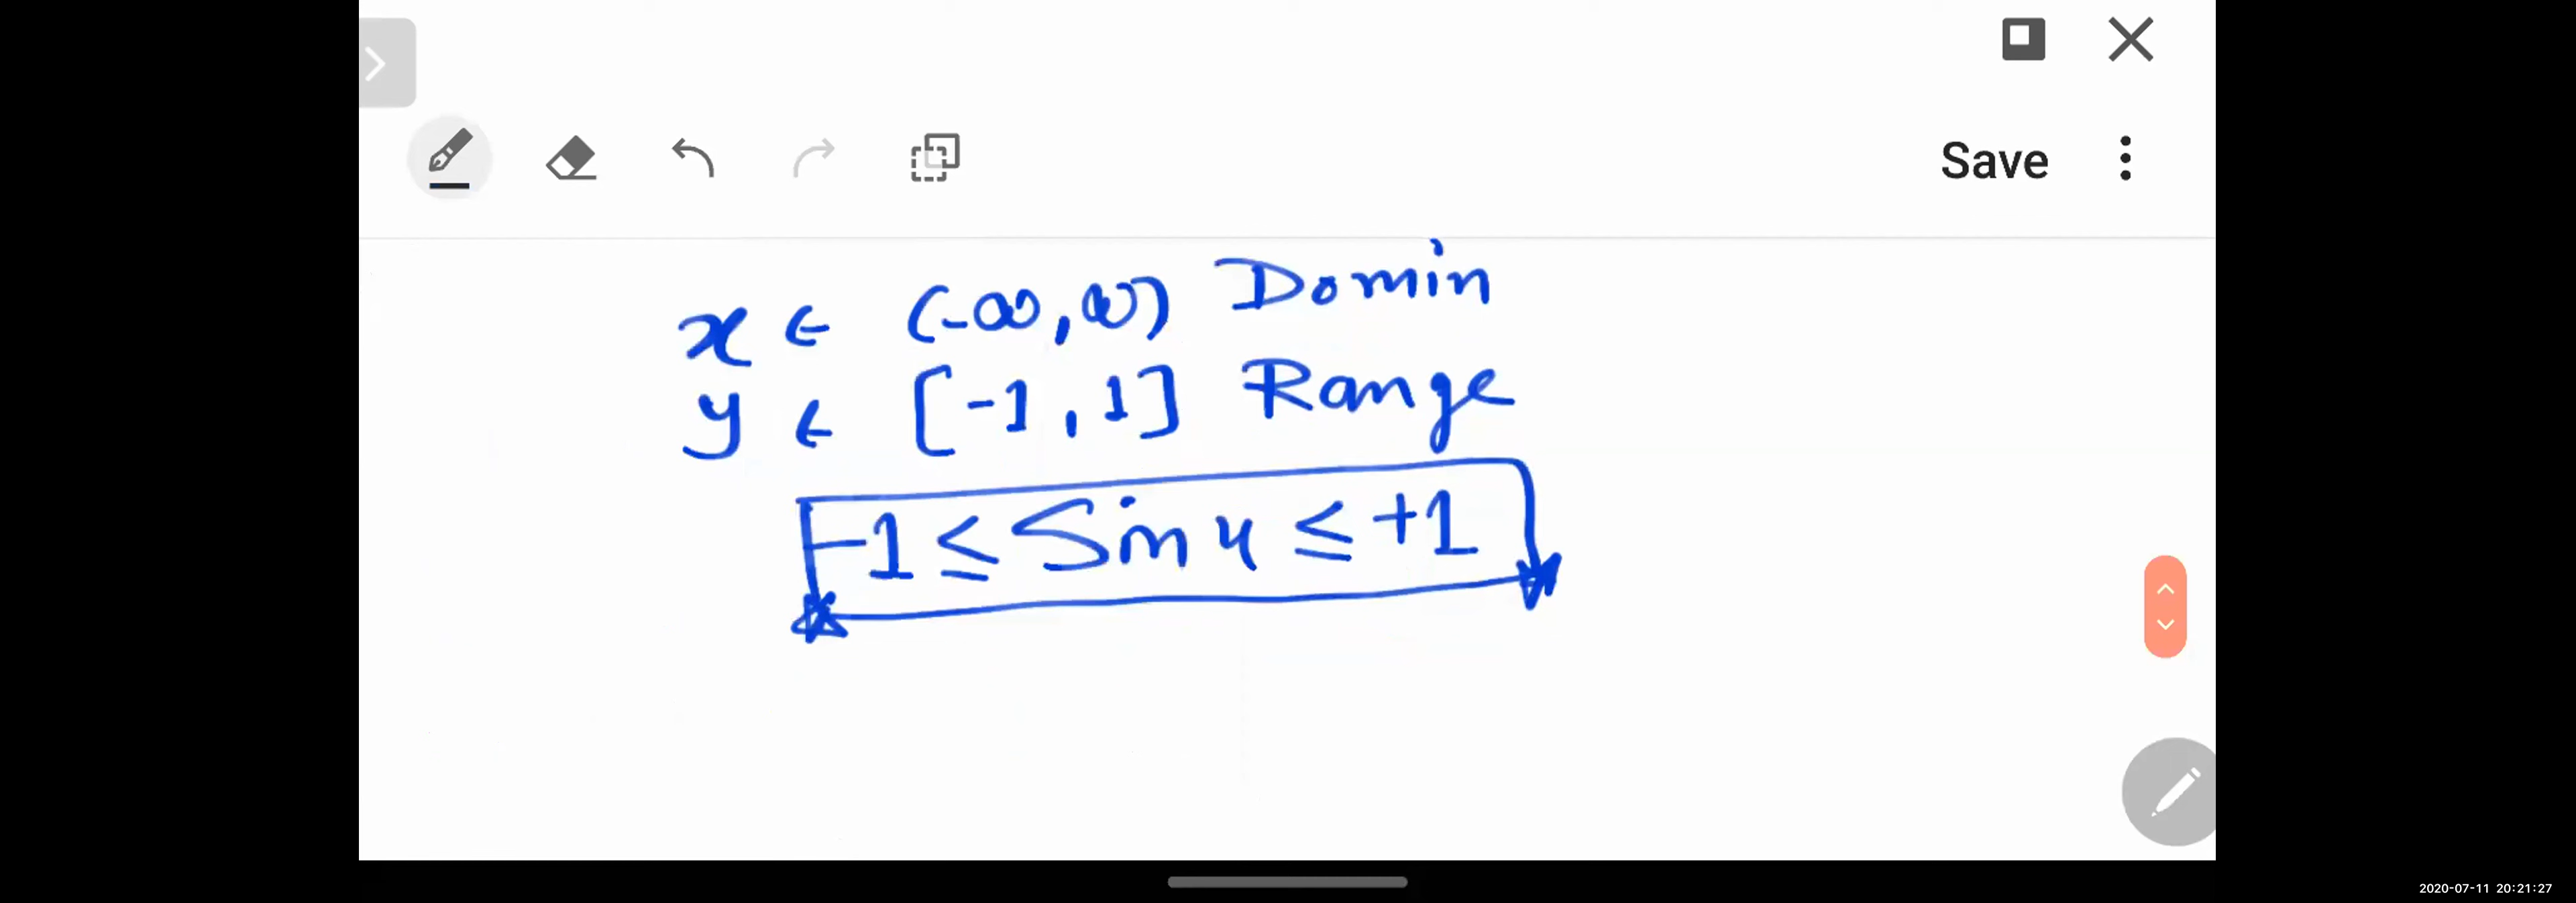 Save
x ∈ (-∞, ∞) Domin
y ∈ [-1, 1] Range
-1 ≤ Sin x ≤ +1
2020-07-11 20:21:27